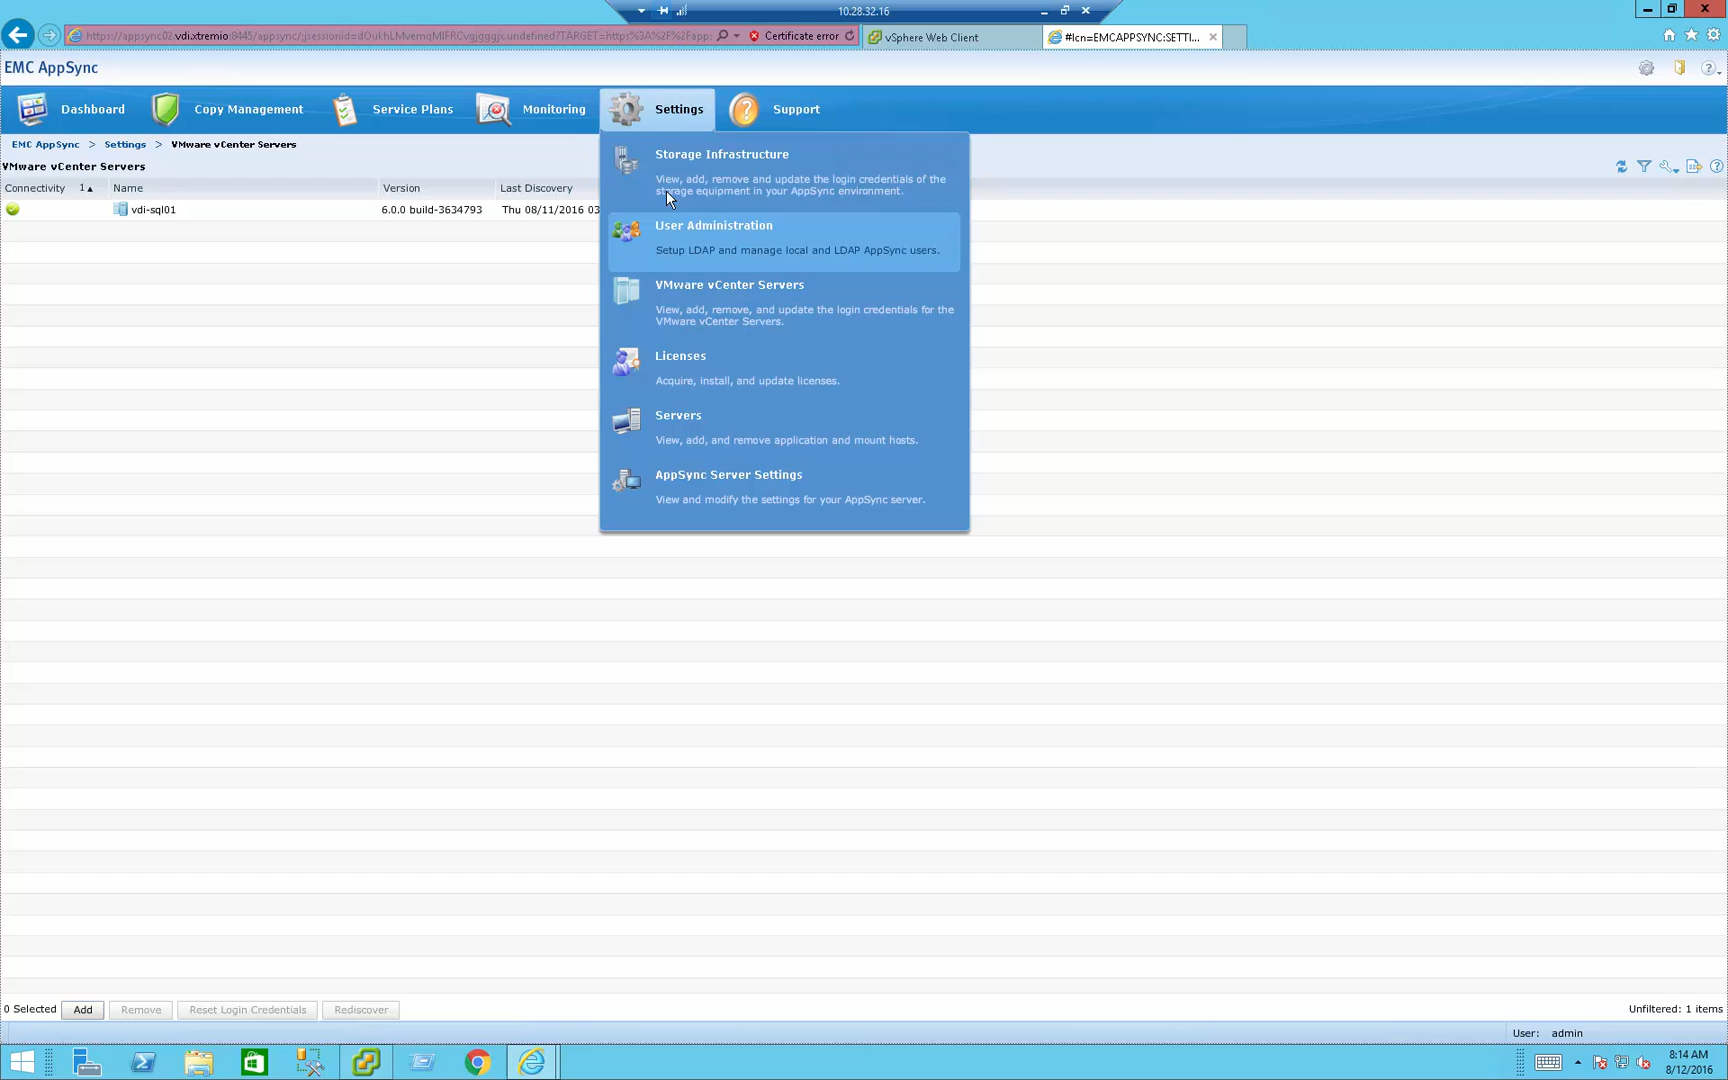 10.28.32.16
https://appsync02.vdi.xtremio:8445/appsync/;jsessionid=
Certificate error
vSphere Web Client
#lcn=EMCAPPSYNC:SETTI...
EMC AppSync
Dashboard
Copy Management
Service Plans
Monitoring
Settings
Support
EMC AppSync > Settings > VMware vCenter Servers
VMware vCenter Servers
Connectivity 1 Name Version Last Discovery
vdi-sql01 6.0.0 build-3634793 Thu 08/11/2016 03
Storage Infrastructure
View, add, remove and update the login credentials of the
storage equipment in your AppSync environment.
User Administration
Setup LDAP and manage local and LDAP AppSync users.
VMware vCenter Servers
View, add, remove, and update the login credentials for the
VMware vCenter Servers.
Licenses
Acquire, install, and update licenses.
Servers
View, add, and remove application and mount hosts.
AppSync Server Settings
View and modify the settings for your AppSync server.
0 Selected Add Remove Reset Login Credentials Rediscover
Unfiltered: 1 items
User: admin
8:14 AM
8/12/2016